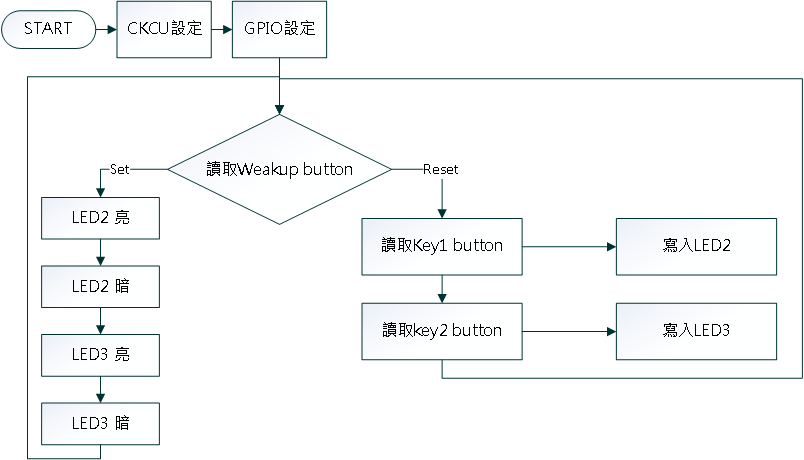 START
CKCU設定
GPIO設定
讀取Weakup button
Set
Reset
LED2 亮
LED2 暗
LED3 亮
LED3 暗
讀取Key1 button
寫入LED2
讀取key2 button
寫入LED3